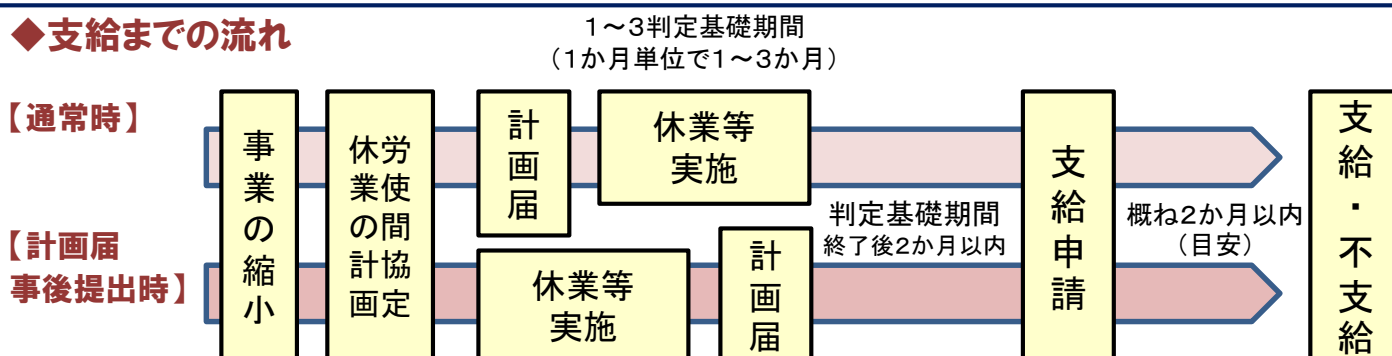 ◆支給までの流れ
1～3判定基礎期間
（1か月単位で1～3か月）
【通常時】
事業の縮小
労使間協定
休業の計画
計画届
休業等
実施
判定基礎期間
終了後2か月以内
支給申請
概ね2か月以内
（目安）
支給・不支給
【計画届
事後提出時】
休業等
実施
計画届